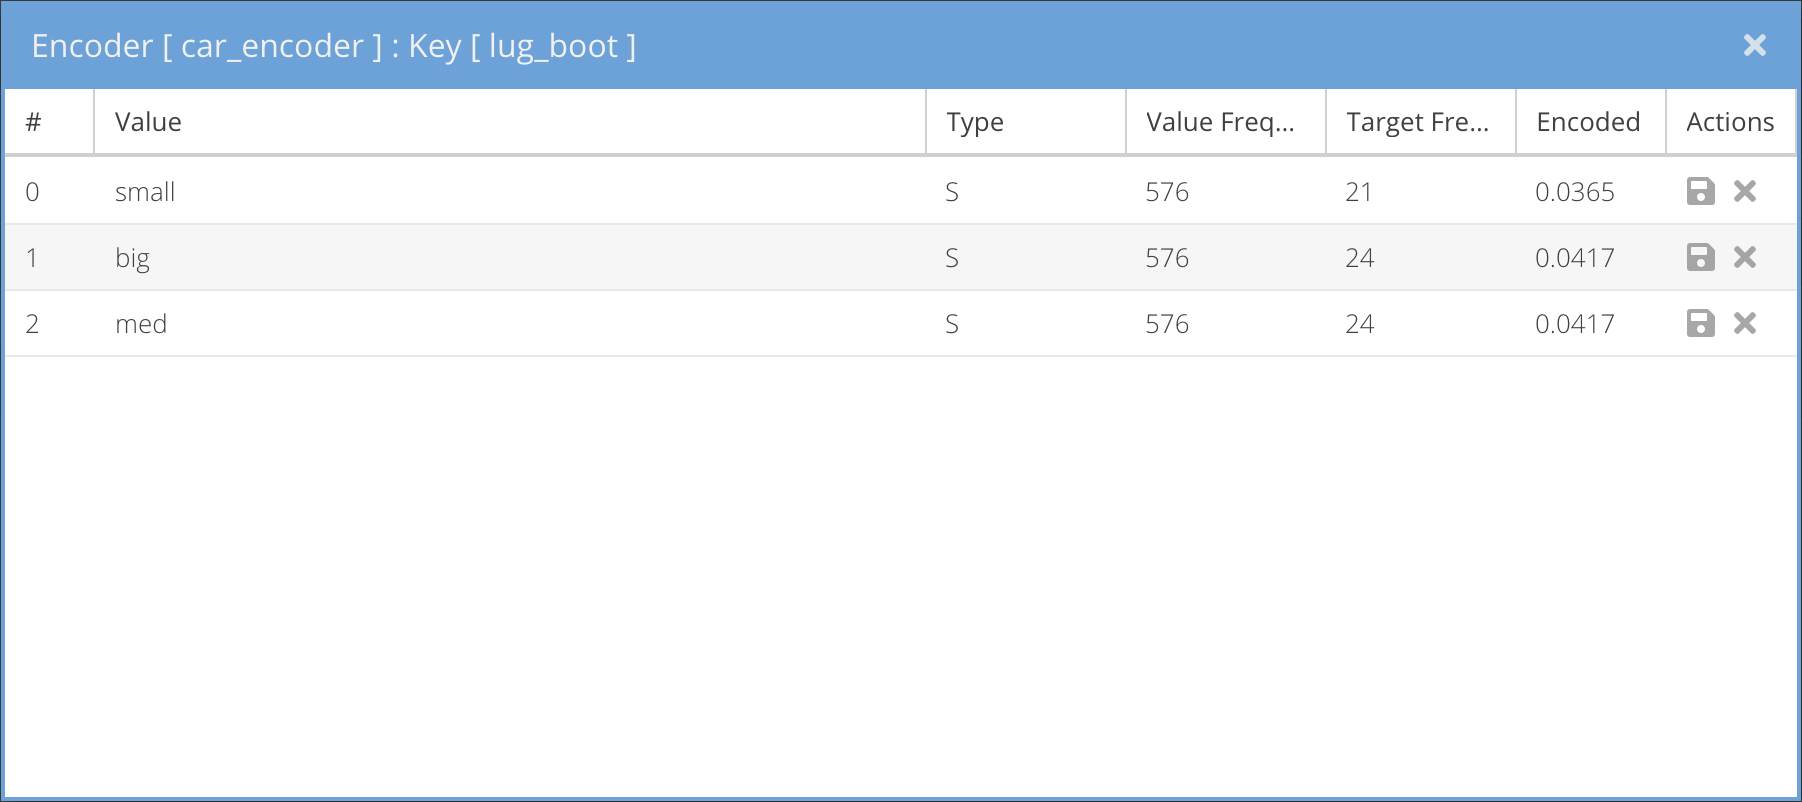 Encoder [ car_encoder ] : Key [ lug_boot ]
# Value Type Value Freq... Target Fre... Encoded Actions
0 small S 576 21 0.0365
1 big S 576 24 0.0417
2 med S 576 24 0.0417